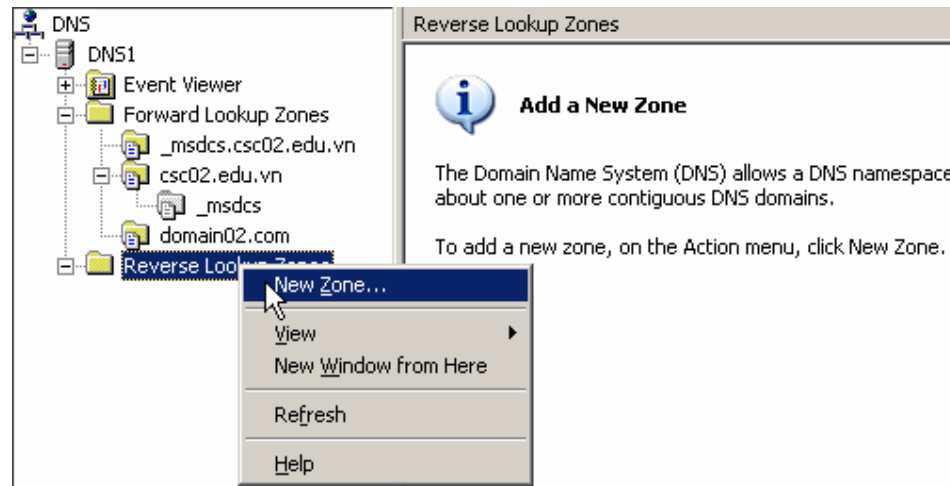 DNS
DNS1
Event Viewer
Forward Lookup Zones
_msdcs.csc02.edu.vn
csc02.edu.vn
_msdcs
domain02.com
Reverse Lookup Zones
New Zone...
View
New Window from Here
Refresh
Help
Reverse Lookup Zones
Add a New Zone
The Domain Name System (DNS) allows a DNS namespace
about one or more contiguous DNS domains.
To add a new zone, on the Action menu, click New Zone.